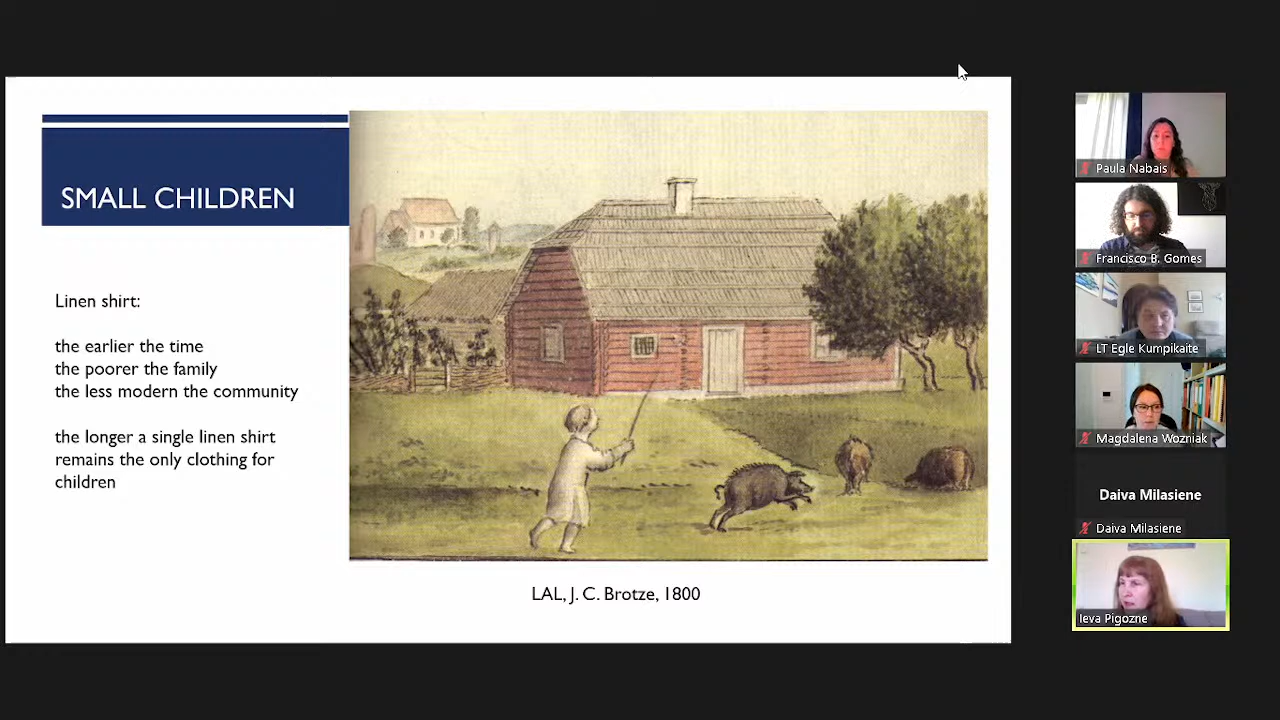 SMALL CHILDREN
Linen shirt:
the earlier the time
the poorer the family
the less modern the community
the longer a single linen shirt
remains the only clothing for
children
LAL, J. C. Brotze, 1800
Paula Nabais
Francisco B. Gomes
LT Egle Kumpikaite
Magdalena Wozniak
Daiva Milasiene
Daiva Milasiene
Ieva Pigozne